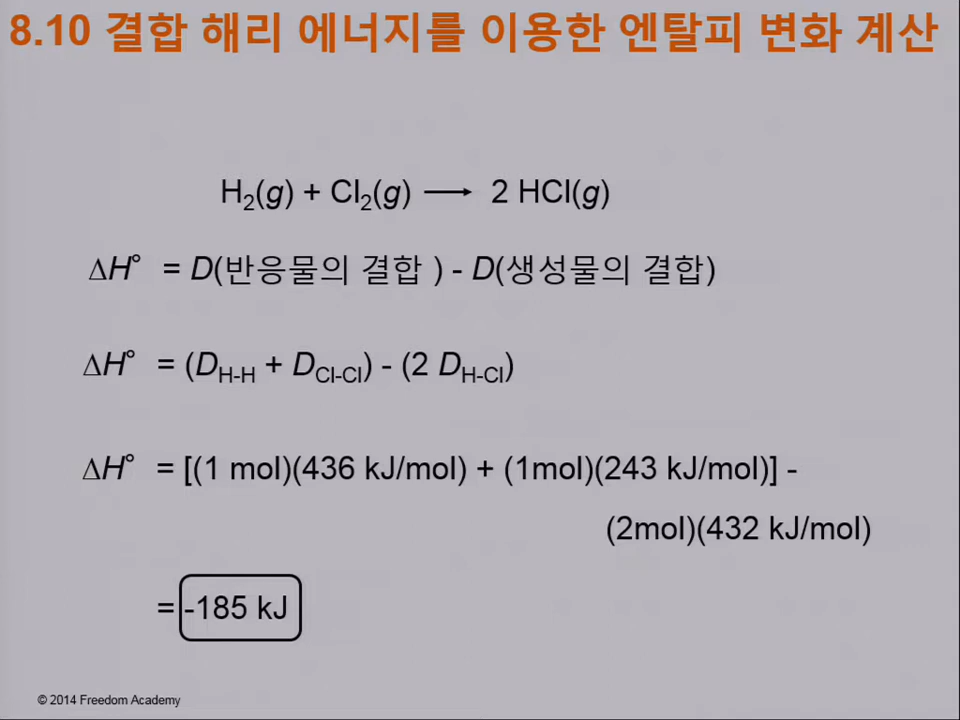 8.10 결합 해리 에너지를 이용한 엔탈피 변화 계산
H₂(g) + Cl₂(g) ⟶ 2 HCl(g)
ΔH° = D(반응물의 결합 ) - D(생성물의 결합)
ΔH° = (D_H-H + D_Cl-Cl) - (2 D_H-Cl)
ΔH° = [(1 mol)(436 kJ/mol) + (1mol)(243 kJ/mol)] -
(2mol)(432 kJ/mol)
= -185 kJ
© 2014 Freedom Academy